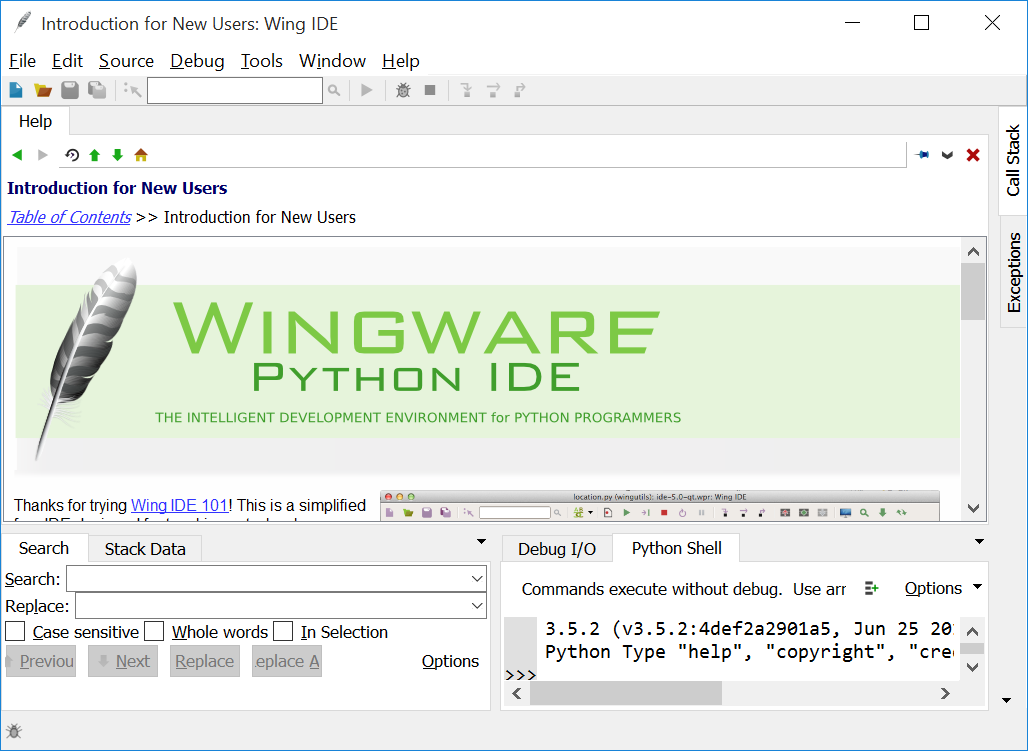 Introduction for New Users: Wing IDE
File Edit Source Debug Tools Window Help
Help
Introduction for New Users
Table of Contents >> Introduction for New Users
WINGWARE
PYTHON IDE
THE INTELLIGENT DEVELOPMENT ENVIRONMENT for PYTHON PROGRAMMERS
Thanks for trying Wing IDE 101! This is a simplified
location.py (wingutils): ide-5.0-qt.wpr: Wing IDE
Call Stack
Exceptions
Search Stack Data
Search:
Replace:
Case sensitive Whole words In Selection
Previou Next Replace eplace A Options
Debug I/O Python Shell
Commands execute without debug. Use arr Options
3.5.2 (v3.5.2:4def2a2901a5, Jun 25 20
Python Type "help", "copyright", "cre
>>>